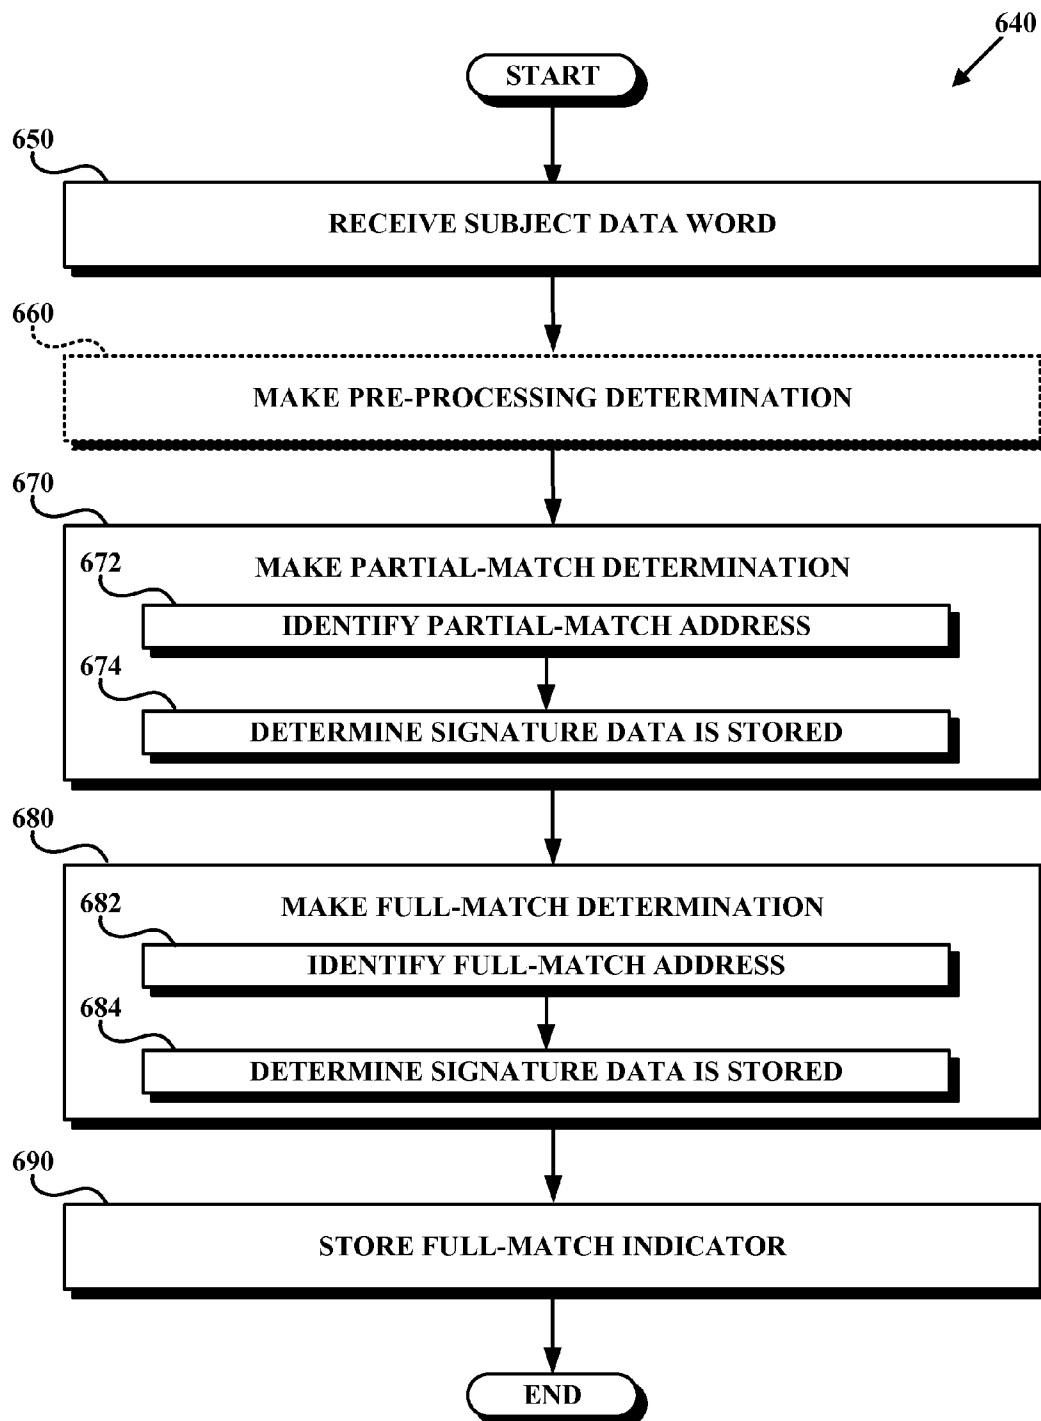 640
START
650
RECEIVE SUBJECT DATA WORD
660
MAKE PRE-PROCESSING DETERMINATION
670
MAKE PARTIAL-MATCH DETERMINATION
672
IDENTIFY PARTIAL-MATCH ADDRESS
674
DETERMINE SIGNATURE DATA IS STORED
680
MAKE FULL-MATCH DETERMINATION
682
IDENTIFY FULL-MATCH ADDRESS
684
DETERMINE SIGNATURE DATA IS STORED
690
STORE FULL-MATCH INDICATOR
END